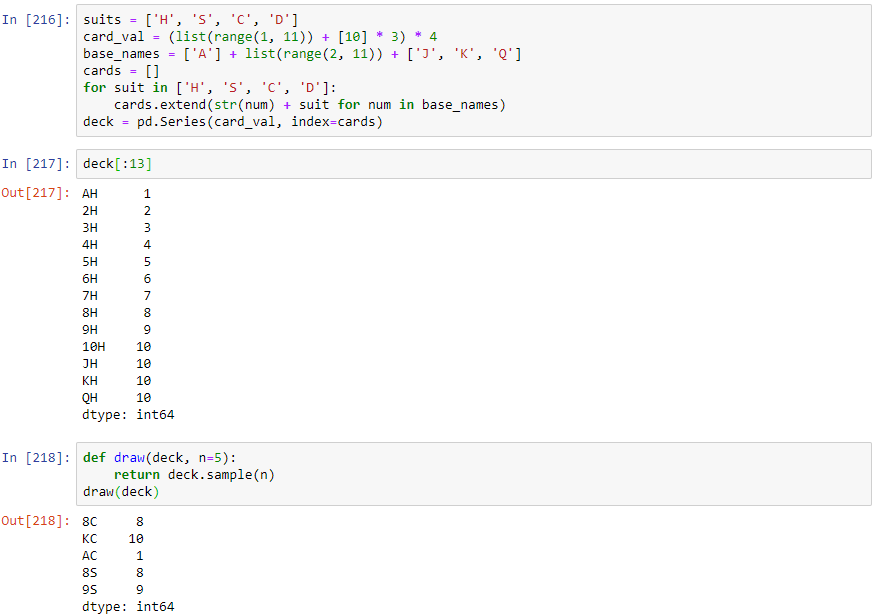 In [216]: suits = ['H', 'S', 'C', 'D']
card_val = (list(range(1, 11)) + [10] * 3) * 4
base_names = ['A'] + list(range(2, 11)) + ['J', 'K', 'Q']
cards = []
for suit in ['H', 'S', 'C', 'D']:
    cards.extend(str(num) + suit for num in base_names)
deck = pd.Series(card_val, index=cards)
In [217]: deck[:13]
Out[217]: AH      1
2H      2
3H      3
4H      4
5H      5
6H      6
7H      7
8H      8
9H      9
10H    10
JH     10
KH     10
QH     10
dtype: int64
In [218]: def draw(deck, n=5):
    return deck.sample(n)
draw(deck)
Out[218]: 8C     8
KC    10
AC     1
8S     8
9S     9
dtype: int64